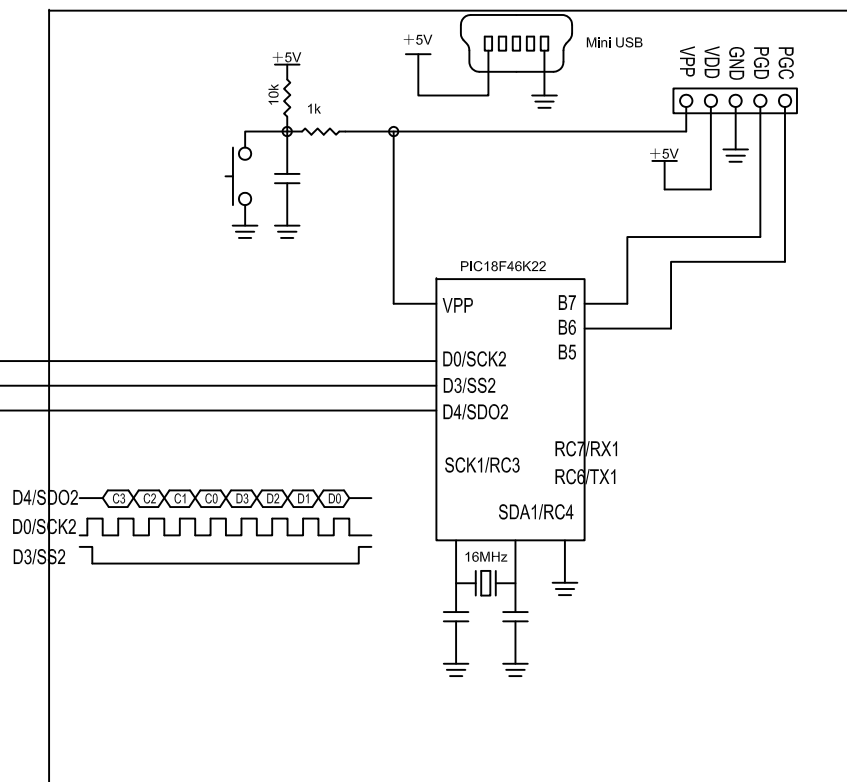 +5V
Mini USB
+5V
10k
1k
VPP
VDD
GND
PGD
PGC
+5V
PIC18F46K22
VPP
B7
B6
B5
D0/SCK2
D3/SS2
D4/SDO2
SCK1/RC3
RC7/RX1
RC6/TX1
SDA1/RC4
D4/SDO2 C3 C2 C1 C0 D3 D2 D1 D0
D0/SCK2
D3/SS2
16MHz